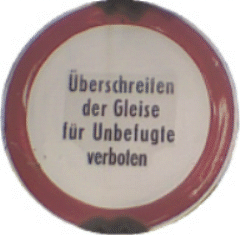 Überschreiten
der Gleise
für Unbefugte
verboten